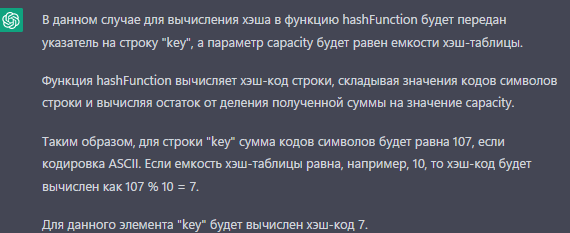 В данном случае для вычисления хэша в функцию hashFunction будет передан
указатель на строку "key", а параметр capacity будет равен емкости хэш-таблицы.
Функция hashFunction вычисляет хэш-код строки, складывая значения кодов символов
строки и вычисляя остаток от деления полученной суммы на значение capacity.
Таким образом, для строки "key" сумма кодов символов будет равна 107, если
кодировка ASCII. Если емкость хэш-таблицы равна, например, 10, то хэш-код будет
вычислен как 107 % 10 = 7.
Для данного элемента "key" будет вычислен хэш-код 7.